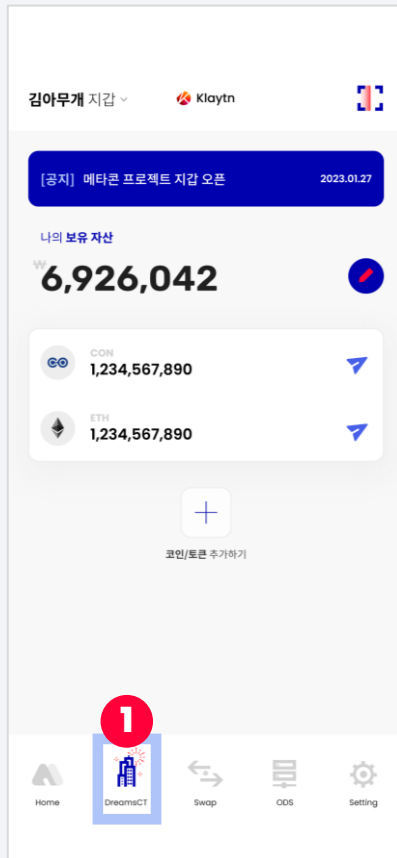 김아무개 지갑
Klaytn
[공지] 메타콘 프로젝트 지갑 오픈 2023.01.27
나의 보유 자산
₩6,926,042
CON
1,234,567,890
ETH
1,234,567,890
코인/토큰 추가하기
1
Home DreamsCT Swap ODS Setting